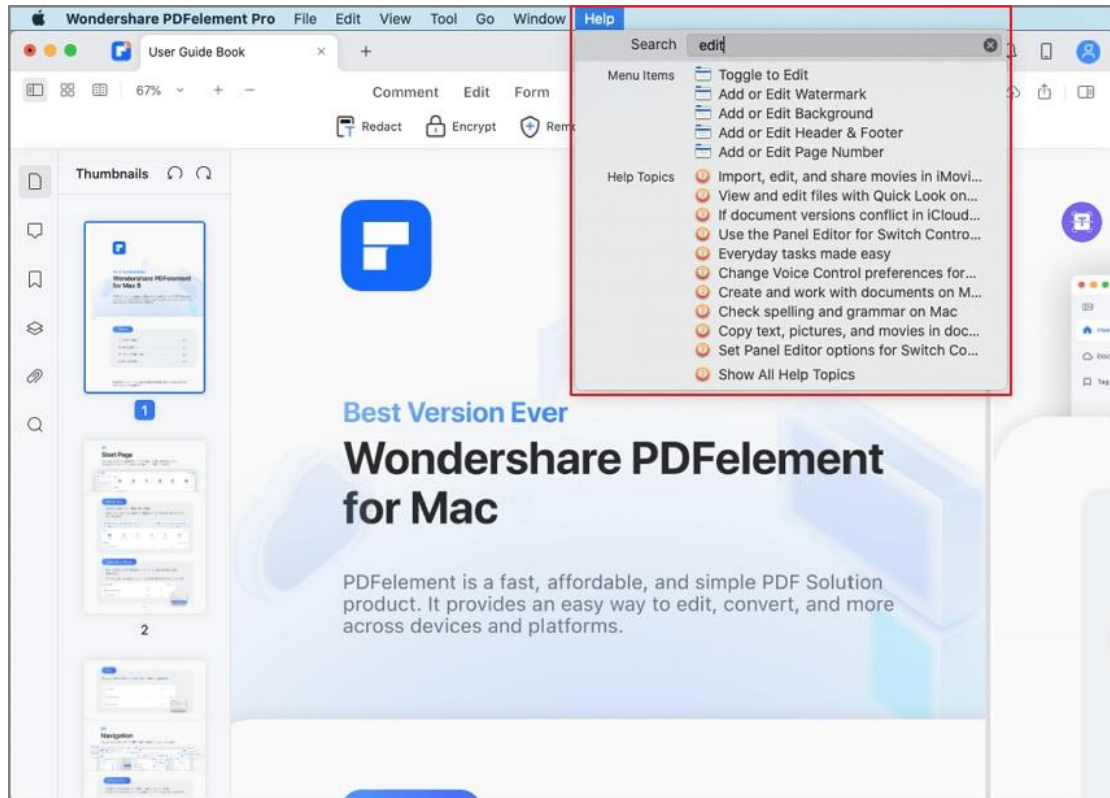 Wondershare PDFelement Pro File Edit View Tool Go Window Help
User Guide Book
Search edit
67%
Comment Edit Form
Redact Encrypt
Menu Items
Toggle to Edit
Add or Edit Watermark
Add or Edit Background
Add or Edit Header & Footer
Add or Edit Page Number
Help Topics
Import, edit, and share movies in iMovi...
View and edit files with Quick Look on...
If document versions conflict in iCloud...
Use the Panel Editor for Switch Contro...
Everyday tasks made easy
Change Voice Control preferences for...
Create and work with documents on M...
Check spelling and grammar on Mac
Copy text, pictures, and movies in doc...
Set Panel Editor options for Switch Co...
Show All Help Topics
Thumbnails
Wondershare PDFelement
for Mac
1
Start Page
2
Navigation
Best Version Ever
Wondershare PDFelement
for Mac
PDFelement is a fast, affordable, and simple PDF Solution
product. It provides an easy way to edit, convert, and more
across devices and platforms.